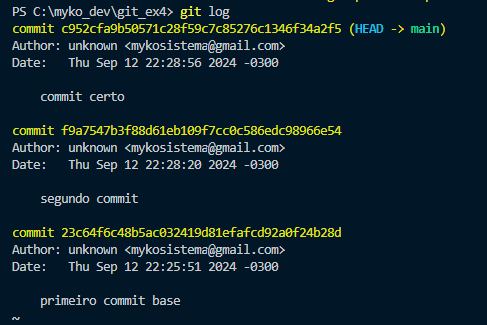 PS C:\myko_dev\git_ex4> git log
commit c952cfa9b50571c28f59c7c85276c1346f34a2f5 (HEAD -> main)
Author: unknown <mykosistema@gmail.com>
Date:   Thu Sep 12 22:28:56 2024 -0300

    commit certo

commit f9a7547b3f88d61eb109f7cc0c586edc98966e54
Author: unknown <mykosistema@gmail.com>
Date:   Thu Sep 12 22:28:20 2024 -0300

    segundo commit

commit 23c64f6c48b5ac032419d81efafcd92a0f24b28d
Author: unknown <mykosistema@gmail.com>
Date:   Thu Sep 12 22:25:51 2024 -0300

    primeiro commit base
~